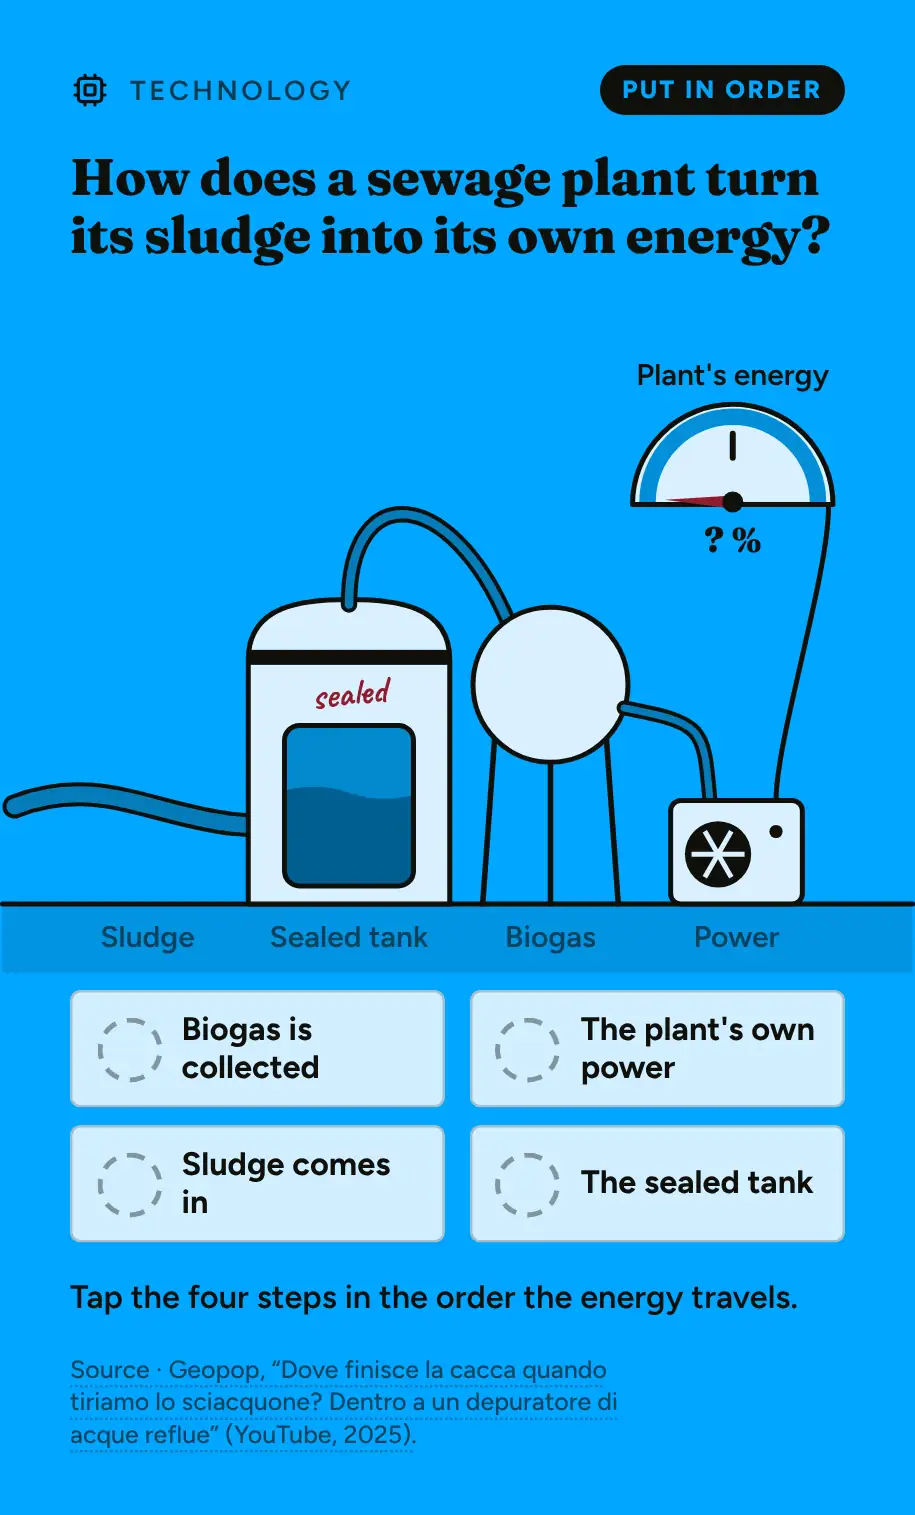 TECHNOLOGY
PUT IN ORDER
How does a sewage plant turn
its sludge into its own energy?
Plant's energy
? %
sealed
Sludge
Sealed tank
Biogas
Power
Biogas is
collected
The plant's own
power
Sludge comes
in
The sealed tank
Tap the four steps in the order the energy travels.
Source · Geopop, “Dove finisce la cacca quando
tiriamo lo sciacquone? Dentro a un depuratore di
acque reflue” (YouTube, 2025).